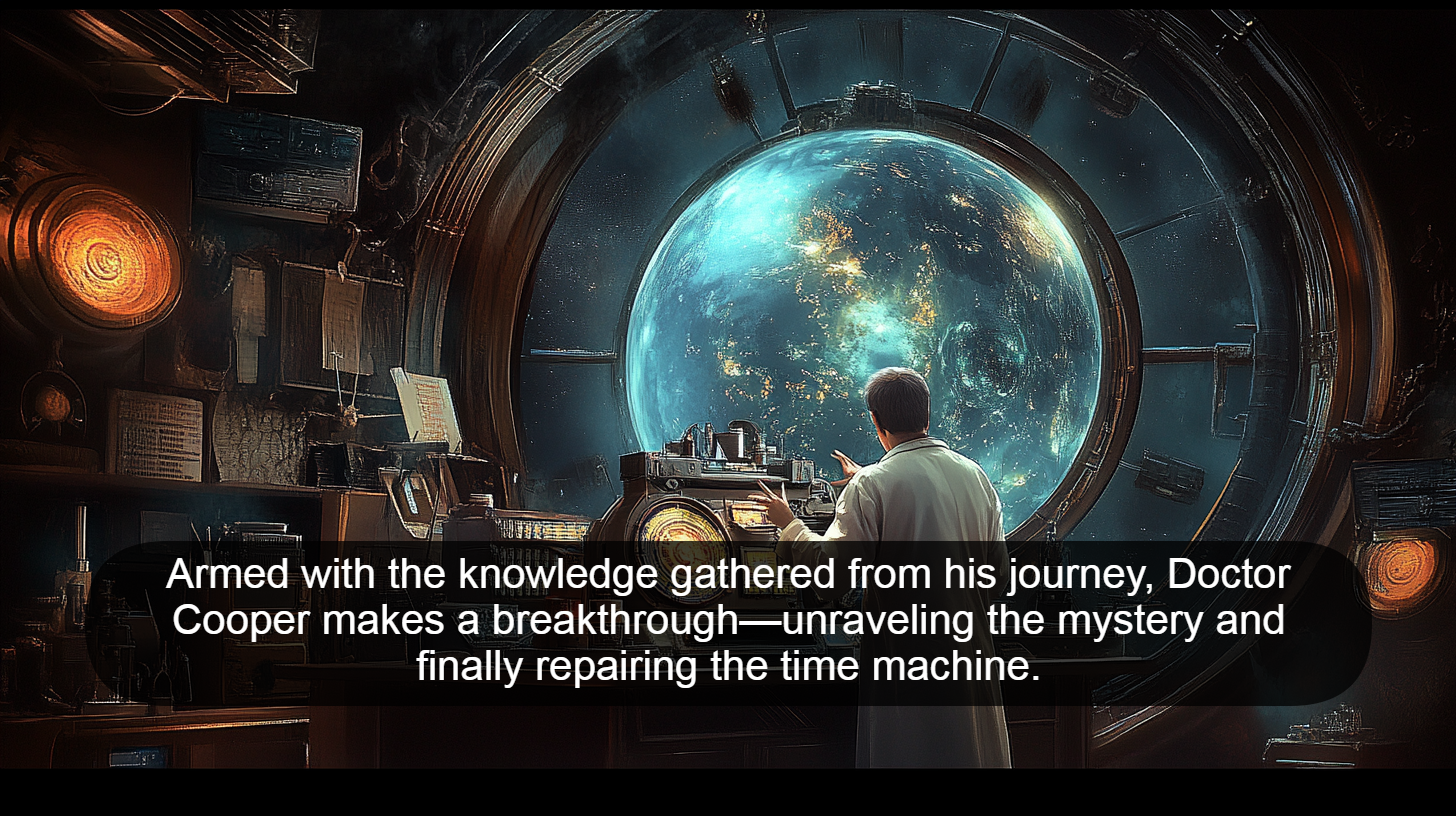 Armed with the knowledge gathered from his journey, Doctor
Cooper makes a breakthrough—unraveling the mystery and
finally repairing the time machine.